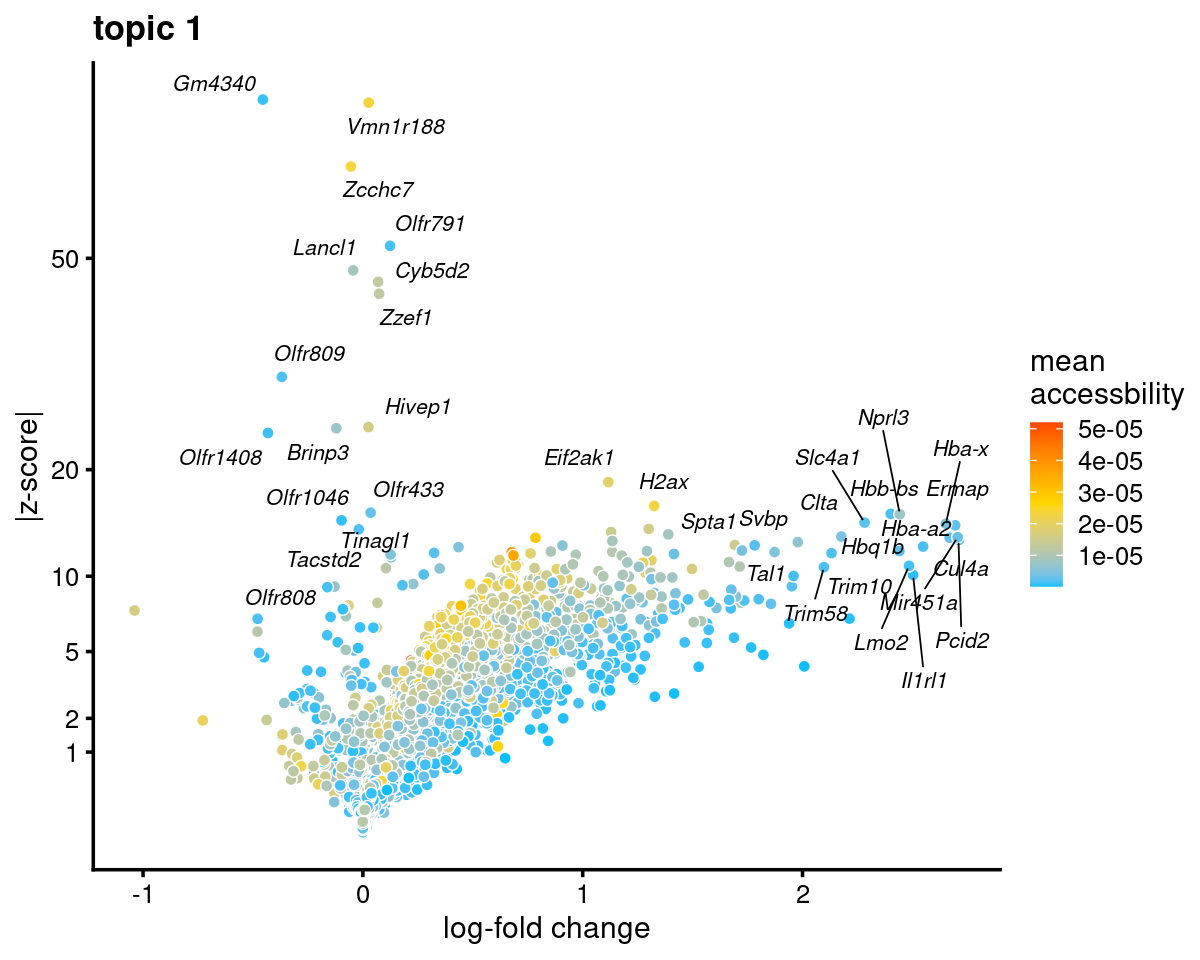 topic 1
Gm4340
Vmn1r188
Zcchc7
Olfr791
Lancl1
Cyb5d2
Zzef1
Olfr809
Hivep1
Olfr1408
Brinp3
Olfr1046
Olfr433
Tinagl1
Tacstd2
Olfr808
Eif2ak1
H2ax
Spta1
Svbp
Nprl3
Slc4a1
Hba-x
Clta
Hbb-bs
Ermap
Hba-a2
Hbq1b
Tal1
Trim10
Cul4a
Trim58
Mir451a
Lmo2
Pcid2
Il1rl1
|z-score|
50
20
10
5
2
1
-1
0
1
2
log-fold change
mean
accessbility
5e-05
4e-05
3e-05
2e-05
1e-05